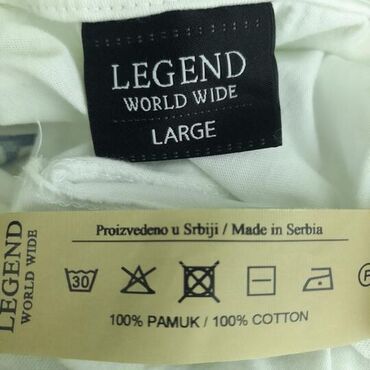 LEGEND
WORLD WIDE
LARGE
LEGEND
WORLD WIDE
Proizvedeno u Srbiji / Made in Serbia
30
100% PAMUK / 100% COTTON